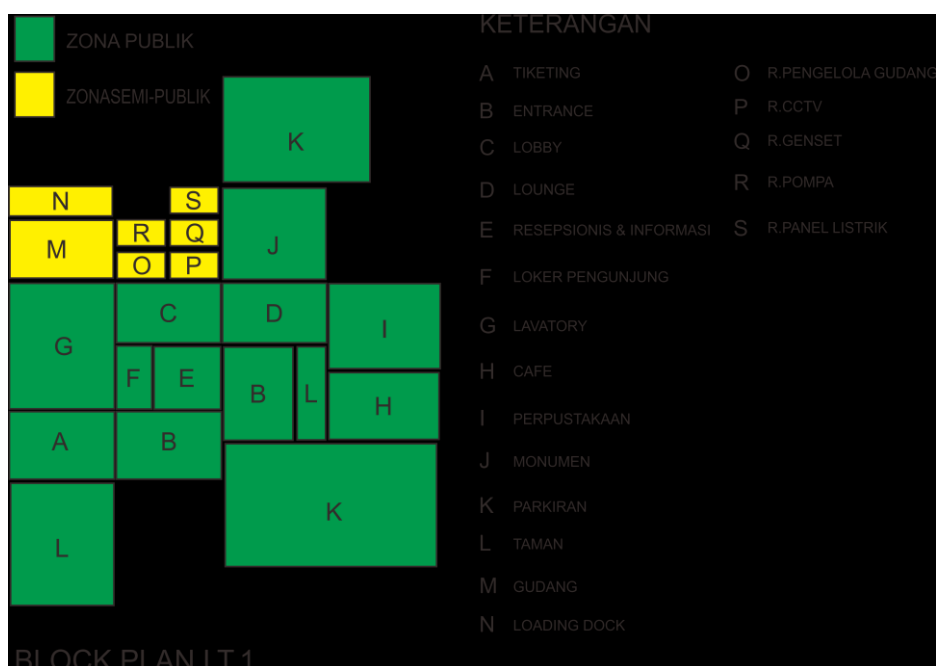 ZONA PUBLIK
ZONASEMI-PUBLIK
K
N
S
M
R
Q
O
P
J
C
D
I
G
F
E
B
L
H
A
B
K
L
BLOCK PLAN LT.1
KETERANGAN
A TIKETING
B ENTRANCE
C LOBBY
D LOUNGE
E RESEPSIONIS & INFORMASI
F LOKER PENGUNJUNG
G LAVATORY
H CAFE
I PERPUSTAKAAN
J MONUMEN
K PARKIRAN
L TAMAN
M GUDANG
N LOADING DOCK
O R.PENGELOLA GUDANG
P R.CCTV
Q R.GENSET
R R.POMPA
S R.PANEL LISTRIK